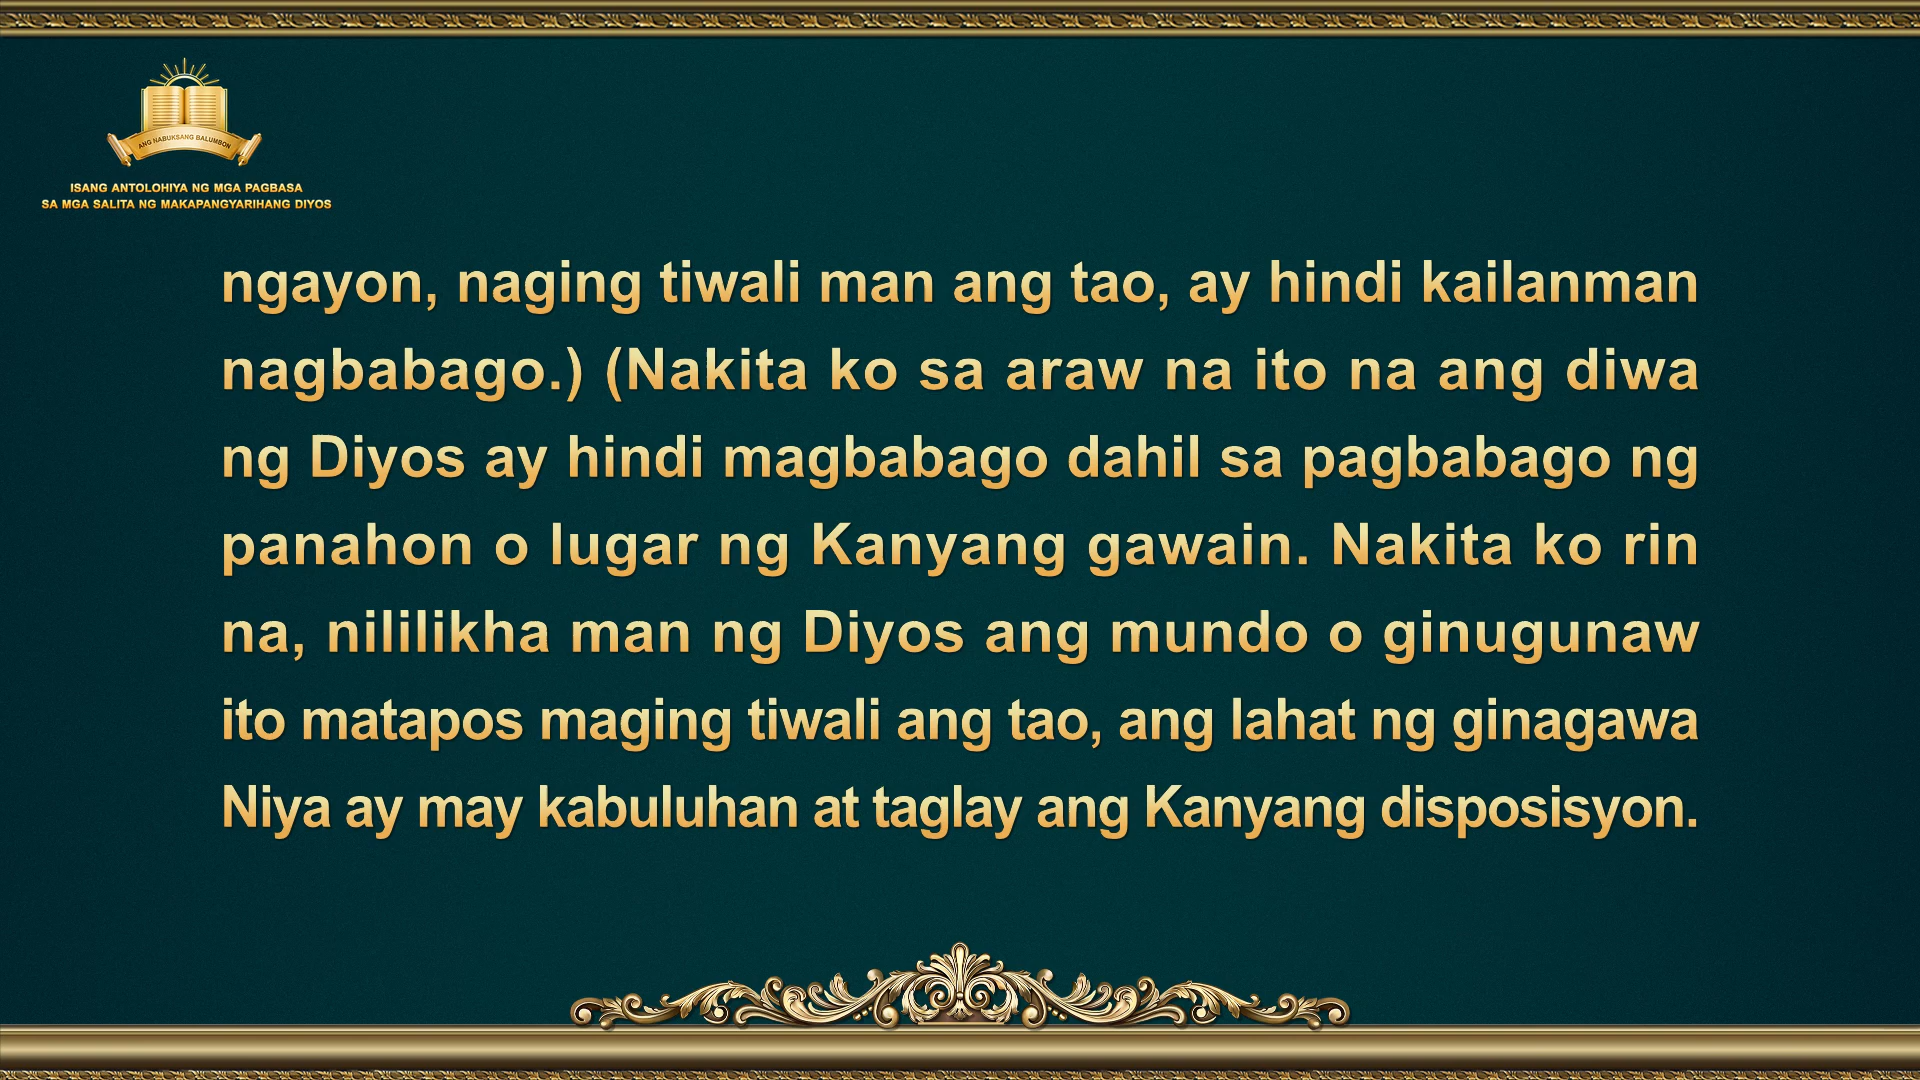 ANG NABUKSANG BALUMBON
ISANG ANTOLOHIYA NG MGA PAGBASA
SA MGA SALITA NG MAKAPANGYARIHANG DIYOS
ngayon, naging tiwali man ang tao, ay hindi kailanman
nagbabago.) (Nakita ko sa araw na ito na ang diwa
ng Diyos ay hindi magbabago dahil sa pagbabago ng
panahon o lugar ng Kanyang gawain. Nakita ko rin
na, nililikha man ng Diyos ang mundo o ginugunaw
ito matapos maging tiwali ang tao, ang lahat ng ginagawa
Niya ay may kabuluhan at taglay ang Kanyang disposisyon.